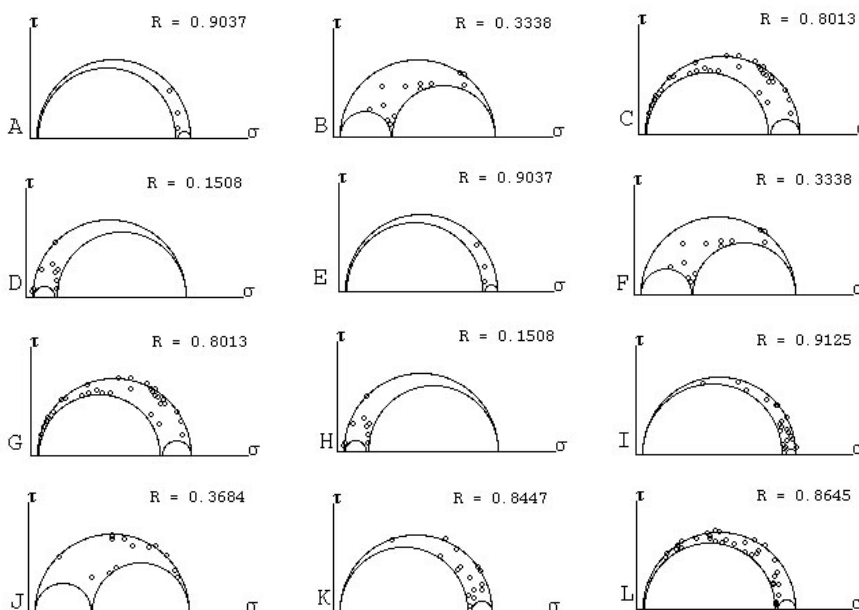 τ R = 0.9037
A σ
τ R = 0.3338
B σ
τ R = 0.8013
C σ
τ R = 0.1508
D σ
τ R = 0.9037
E σ
τ R = 0.3338
F σ
τ R = 0.8013
G σ
τ R = 0.1508
H σ
τ R = 0.9125
I σ
τ R = 0.3684
J σ
τ R = 0.8447
K σ
τ R = 0.8645
L σ